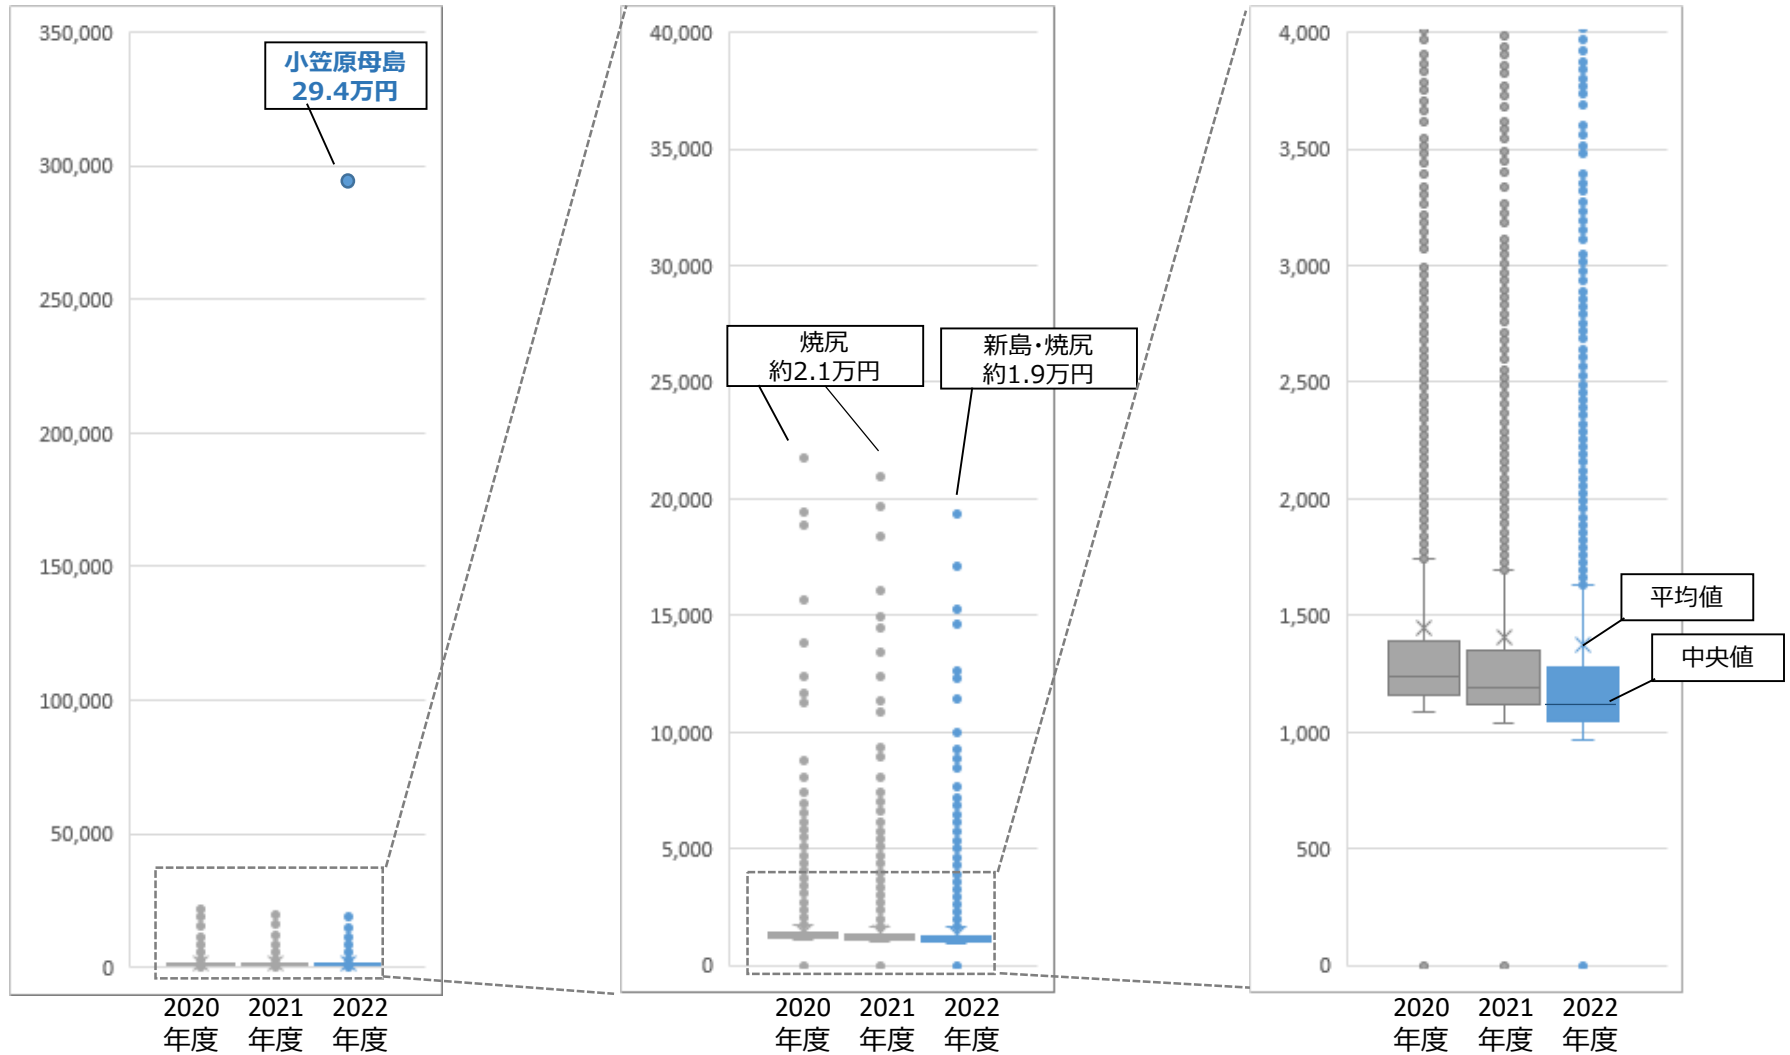 350,000
300,000
250,000
200,000
150,000
100,000
50,000
0
小笠原母島
29.4万円
2020
年度
2021
年度
2022
年度
40,000
35,000
30,000
25,000
20,000
15,000
10,000
5,000
0
焼尻
約2.1万円
新島・焼尻
約1.9万円
2020
年度
2021
年度
2022
年度
4,000
3,500
3,000
2,500
2,000
1,500
1,000
500
0
平均値
中央値
2020
年度
2021
年度
2022
年度